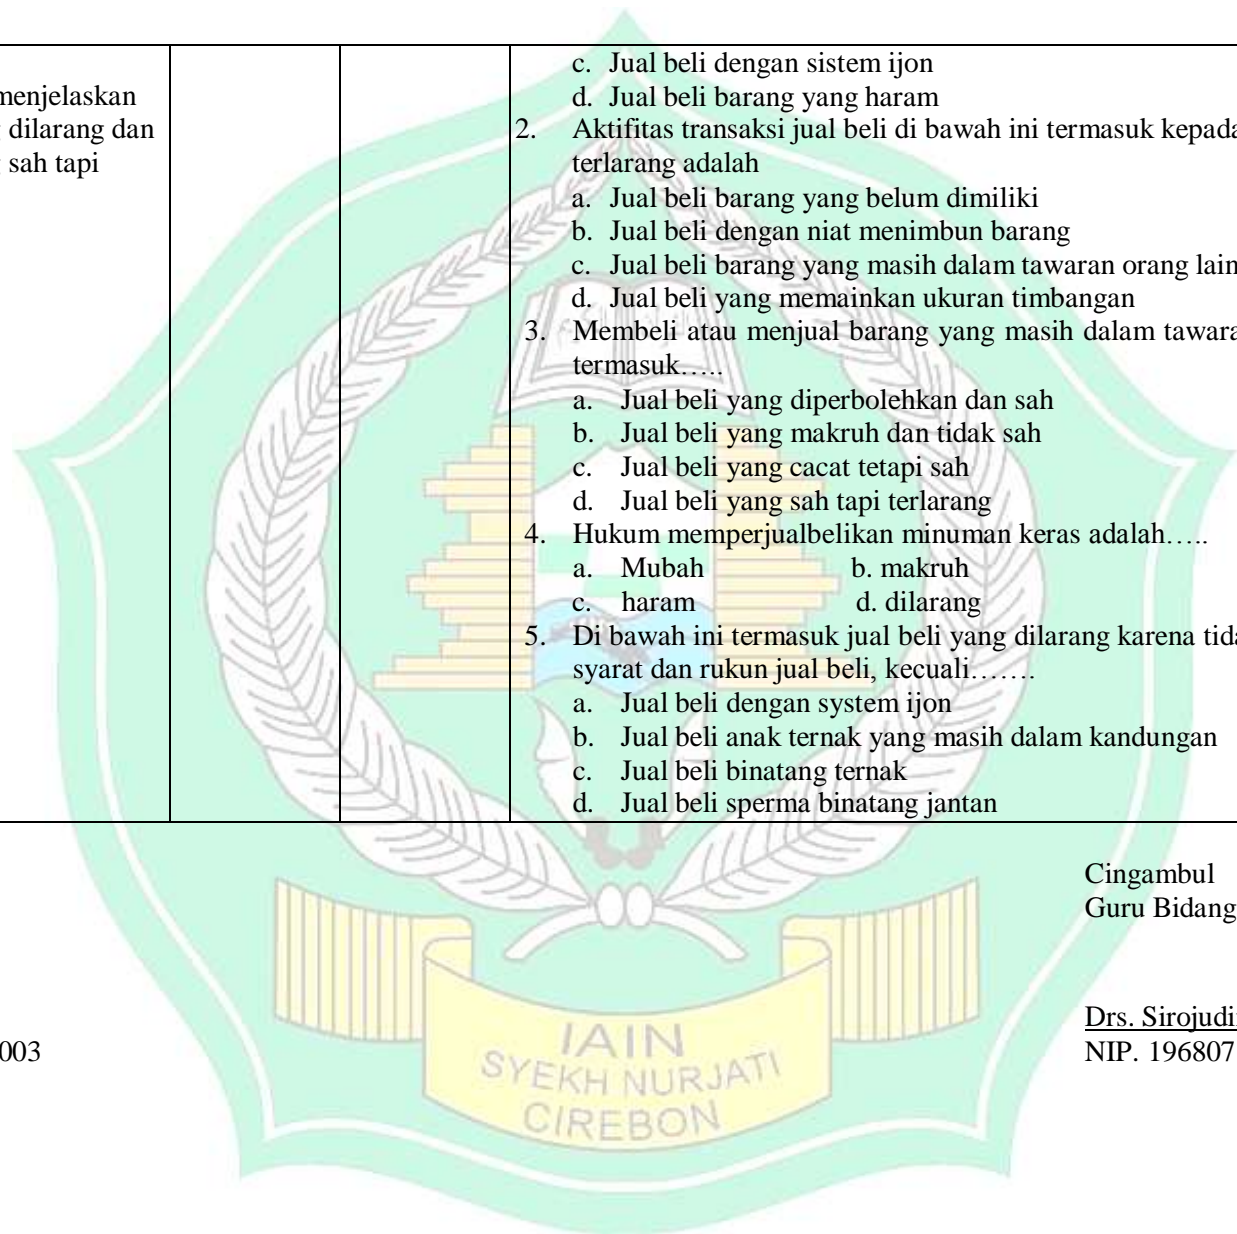 menjelaskan
dilarang dan
sah tapi
c. Jual beli dengan sistem ijon
d. Jual beli barang yang haram
2. Aktifitas transaksi jual beli di bawah ini termasuk kepada
terlarang adalah
a. Jual beli barang yang belum dimiliki
b. Jual beli dengan niat menimbun barang
c. Jual beli barang yang masih dalam tawaran orang lain
d. Jual beli yang memainkan ukuran timbangan
3. Membeli atau menjual barang yang masih dalam
termasuk…..
a. Jual beli yang diperbolehkan dan sah
b. Jual beli yang makruh dan tidak sah
c. Jual beli yang cacat tetapi sah
d. Jual beli yang sah tapi terlarang
4. Hukum memperjualbelikan minuman keras adalah…..
a. Mubah b. makruh
c. haram d. dilarang
5. Di bawah ini termasuk jual beli yang dilarang karena
syarat dan rukun jual beli, kecuali…….
a. Jual beli dengan system ijon
b. Jual beli anak ternak yang masih dalam kandungan
c. Jual beli binatang ternak
d. Jual beli sperma binatang jantan
Cingambul
Guru Bidang
Drs.
003
NIP. 196807
IAIN
SYEKH NURJATI
CIREBON